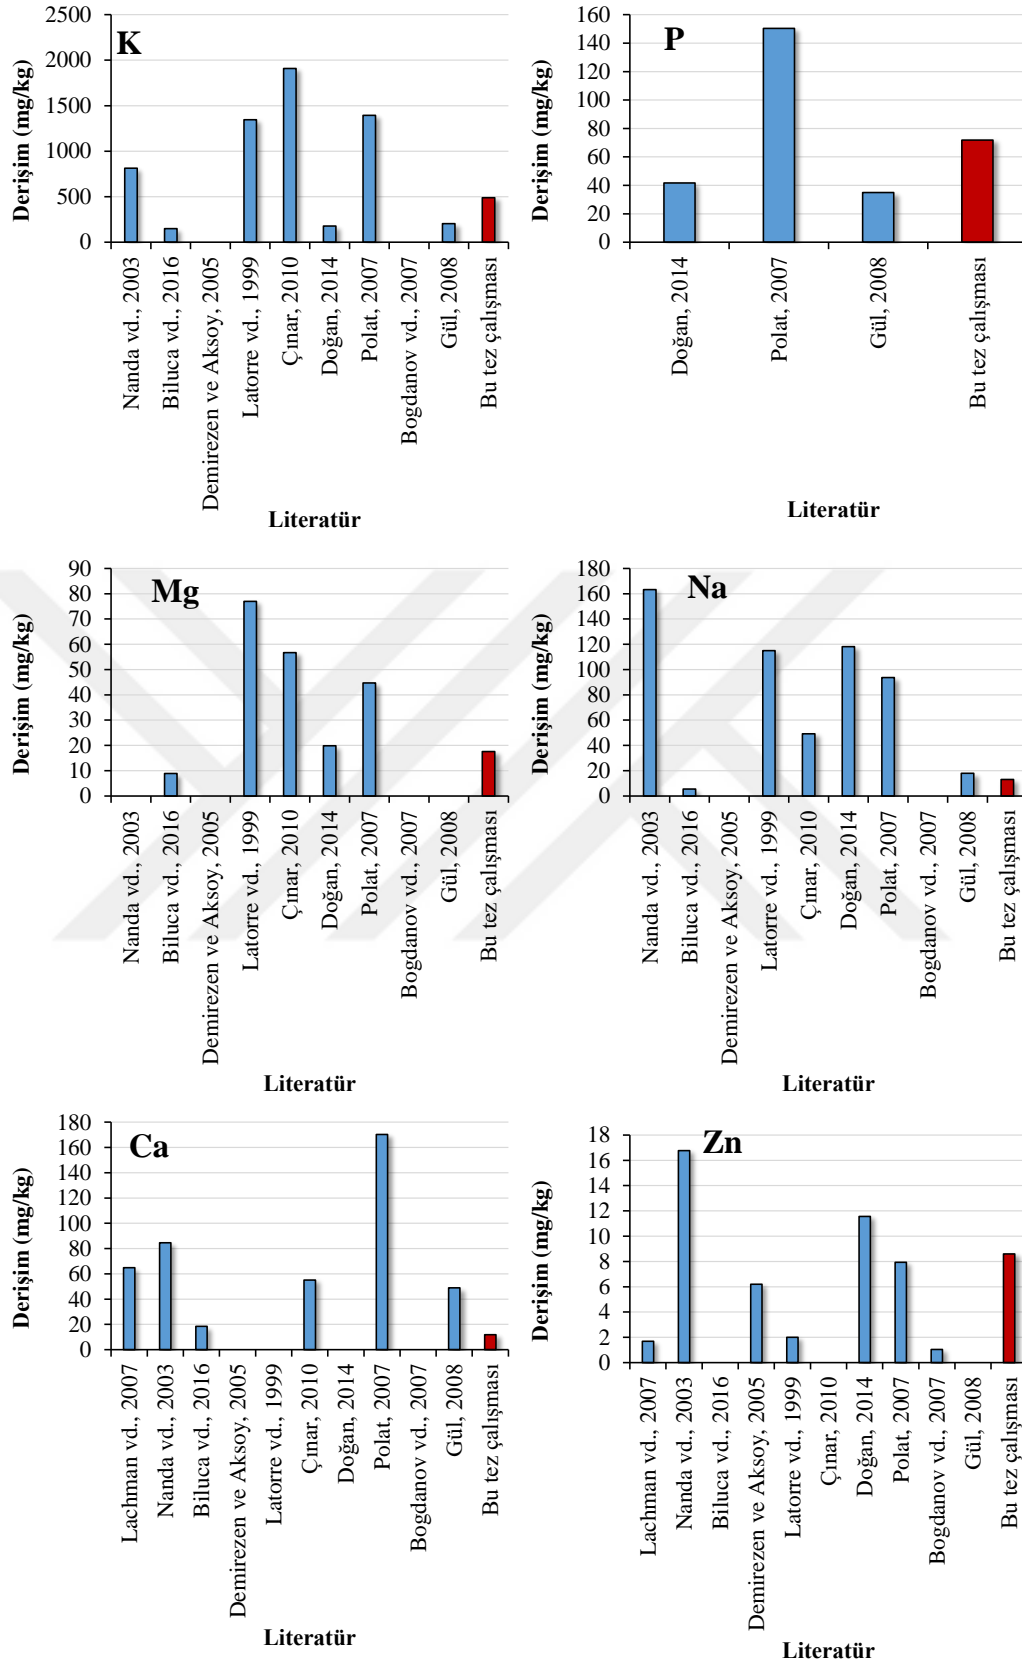 K
Derişim (mg/kg)
2500
2000
1500
1000
500
0
Nanda vd., 2003
Biluca vd., 2016
Demirezen ve Aksoy, 2005
Latorre vd., 1999
Çınar, 2010
Doğan, 2014
Polat, 2007
Bogdanov vd., 2007
Gül, 2008
Bu tez çalışması
Literatür
P
Derişim (mg/kg)
160
140
120
100
80
60
40
20
0
Doğan, 2014
Polat, 2007
Gül, 2008
Bu tez çalışması
Literatür
Mg
Derişim (mg/kg)
90
80
70
60
50
40
30
20
10
0
Nanda vd., 2003
Biluca vd., 2016
Demirezen ve Aksoy, 2005
Latorre vd., 1999
Çınar, 2010
Doğan, 2014
Polat, 2007
Bogdanov vd., 2007
Gül, 2008
Bu tez çalışması
Literatür
Na
Derişim (mg/kg)
180
160
140
120
100
80
60
40
20
0
Nanda vd., 2003
Biluca vd., 2016
Demirezen ve Aksoy, 2005
Latorre vd., 1999
Çınar, 2010
Doğan, 2014
Polat, 2007
Bogdanov vd., 2007
Gül, 2008
Bu tez çalışması
Literatür
Ca
Derişim (mg/kg)
180
160
140
120
100
80
60
40
20
0
Lachman vd., 2007
Nanda vd., 2003
Biluca vd., 2016
Demirezen ve Aksoy, 2005
Latorre vd., 1999
Çınar, 2010
Doğan, 2014
Polat, 2007
Bogdanov vd., 2007
Gül, 2008
Bu tez çalışması
Literatür
Zn
Derişim (mg/kg)
18
16
14
12
10
8
6
4
2
0
Lachman vd., 2007
Nanda vd., 2003
Biluca vd., 2016
Demirezen ve Aksoy, 2005
Latorre vd., 1999
Çınar, 2010
Doğan, 2014
Polat, 2007
Bogdanov vd., 2007
Gül, 2008
Bu tez çalışması
Literatür